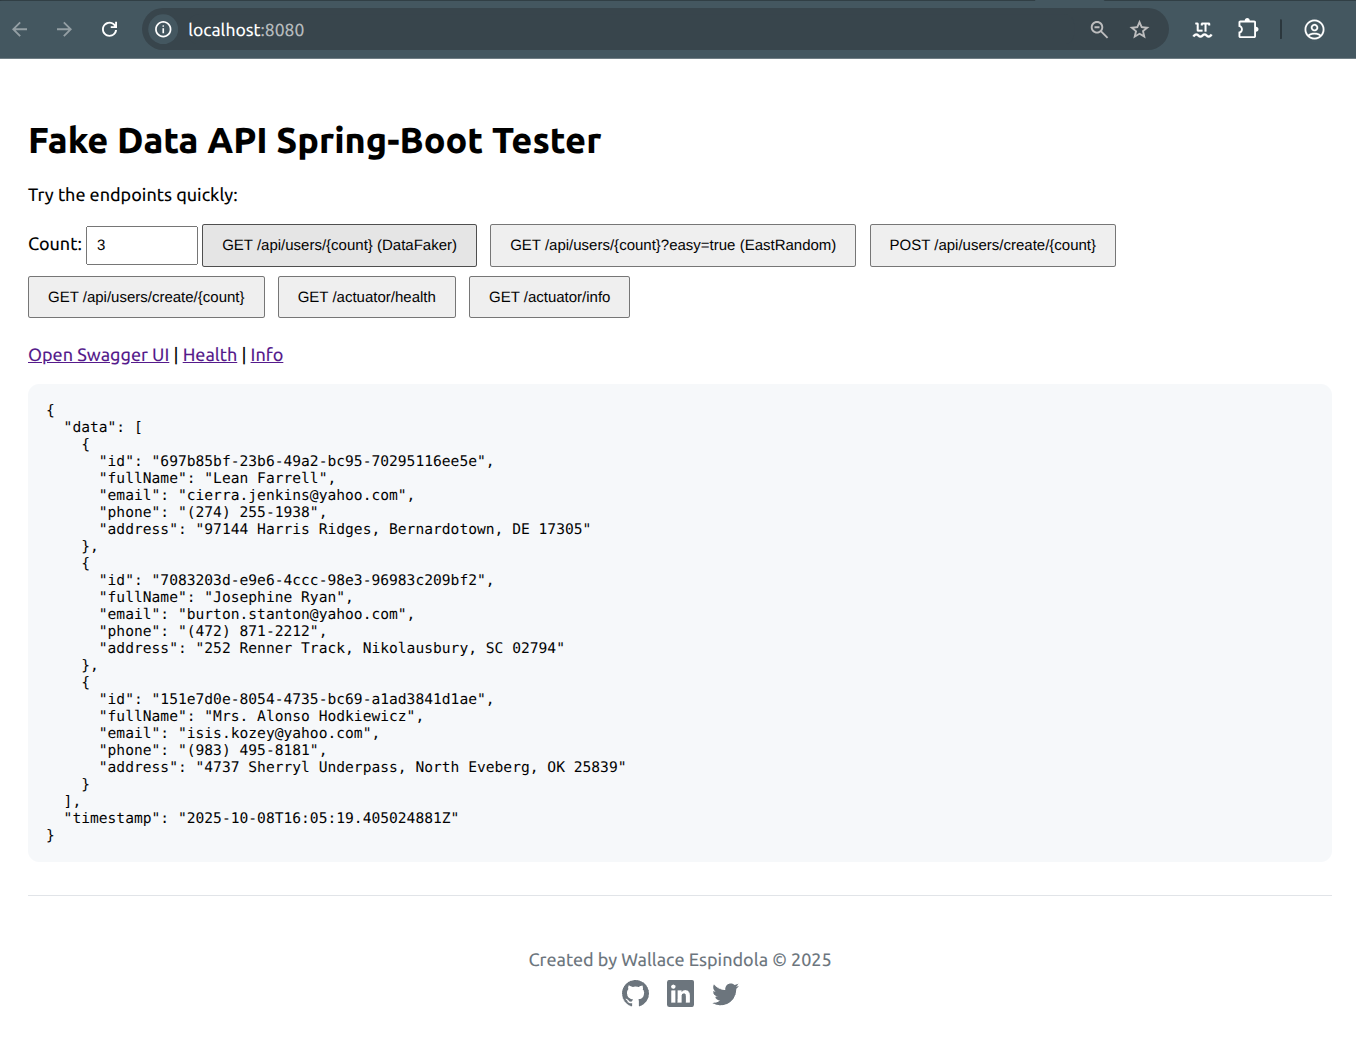 localhost:8080
Fake Data API Spring-Boot Tester
Try the endpoints quickly:
Count: 3 GET /api/users/{count} (DataFaker) GET /api/users/{count}?easy=true (EastRandom) POST /api/users/create/{count}
GET /api/users/create/{count} GET /actuator/health GET /actuator/info
Open Swagger UI | Health | Info
{
  "data": [
    {
      "id": "697b85bf-23b6-49a2-bc95-70295116ee5e",
      "fullName": "Lean Farrell",
      "email": "cierra.jenkins@yahoo.com",
      "phone": "(274) 255-1938",
      "address": "97144 Harris Ridges, Bernardotown, DE 17305"
    },
    {
      "id": "7083203d-e9e6-4ccc-98e3-96983c209bf2",
      "fullName": "Josephine Ryan",
      "email": "burton.stanton@yahoo.com",
      "phone": "(472) 871-2212",
      "address": "252 Renner Track, Nikolausbury, SC 02794"
    },
    {
      "id": "151e7d0e-8054-4735-bc69-a1ad3841d1ae",
      "fullName": "Mrs. Alonso Hodkiewicz",
      "email": "isis.kozey@yahoo.com",
      "phone": "(983) 495-8181",
      "address": "4737 Sherryl Underpass, North Eveberg, OK 25839"
    }
  ],
  "timestamp": "2025-10-08T16:05:19.405024881Z"
}
Created by Wallace Espindola © 2025